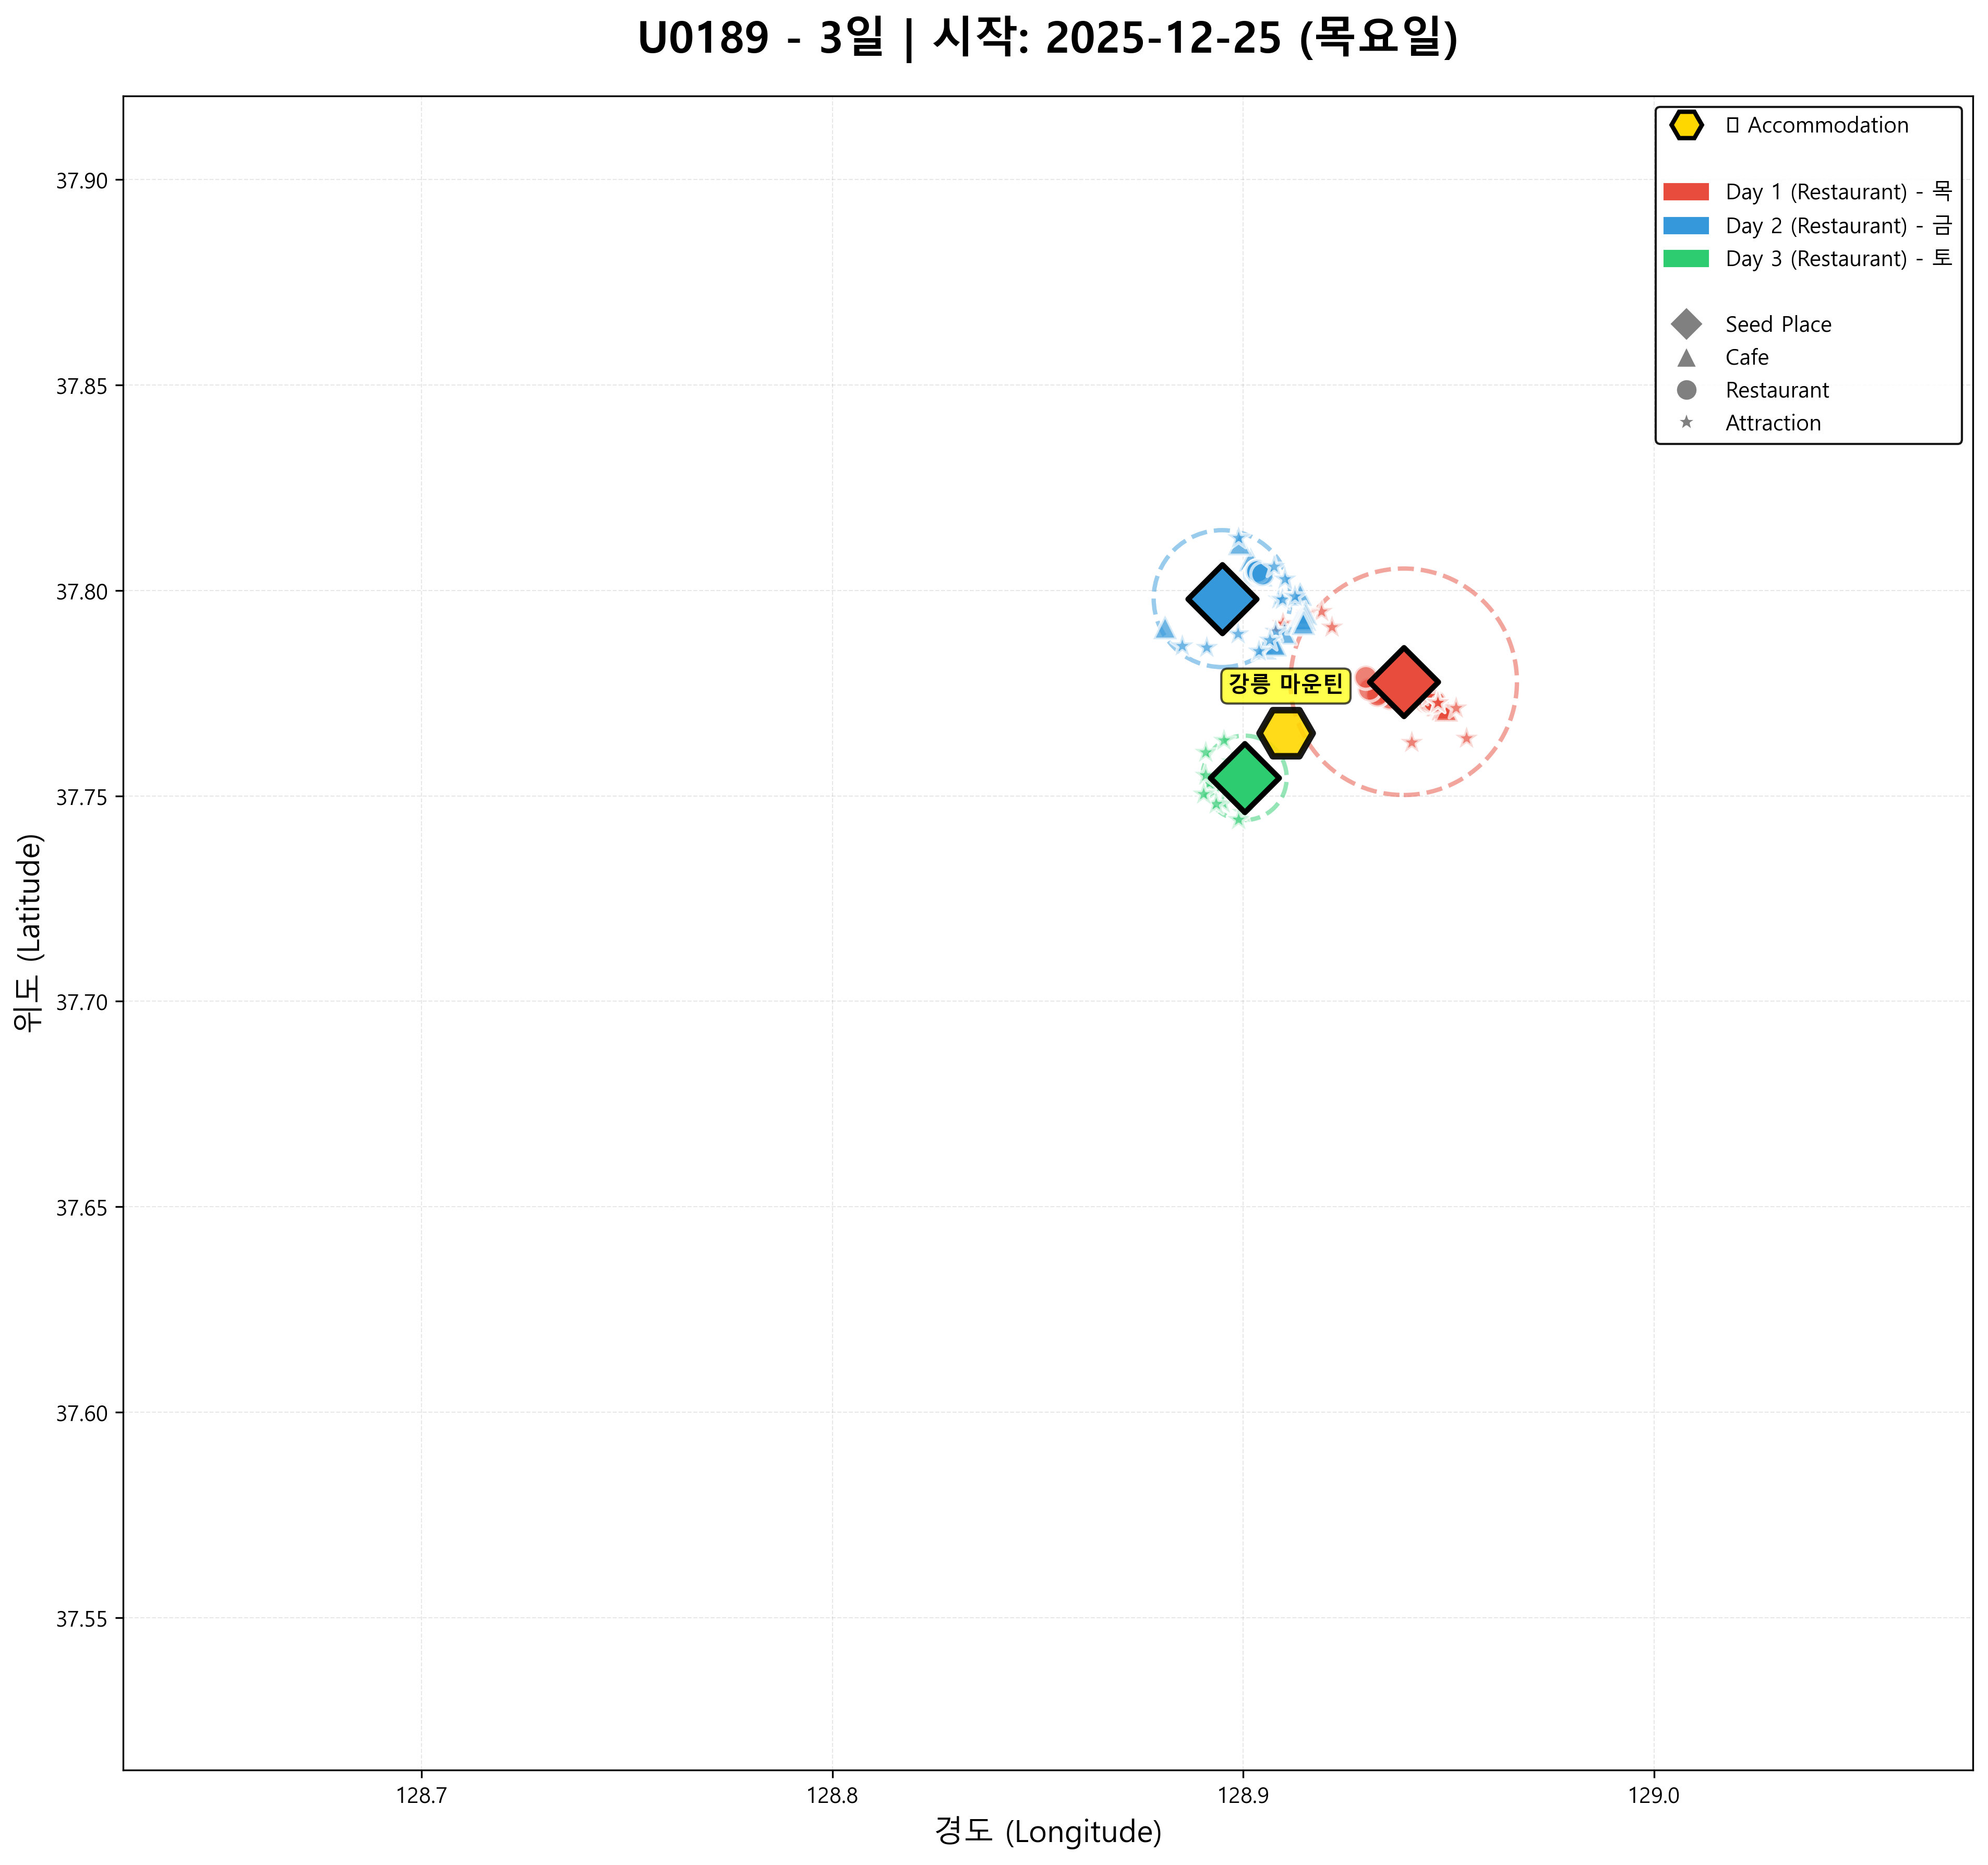 U0189 - 3일 | 시작: 2025-12-25 (목요일)
Accommodation
Day 1 (Restaurant) - 목
Day 2 (Restaurant) - 금
Day 3 (Restaurant) - 토
Seed Place
Cafe
Restaurant
Attraction
37.90
37.85
37.80
37.75
37.70
37.65
37.60
37.55
강릉 마운틴
위도 (Latitude)
128.7
128.8
128.9
129.0
경도 (Longitude)